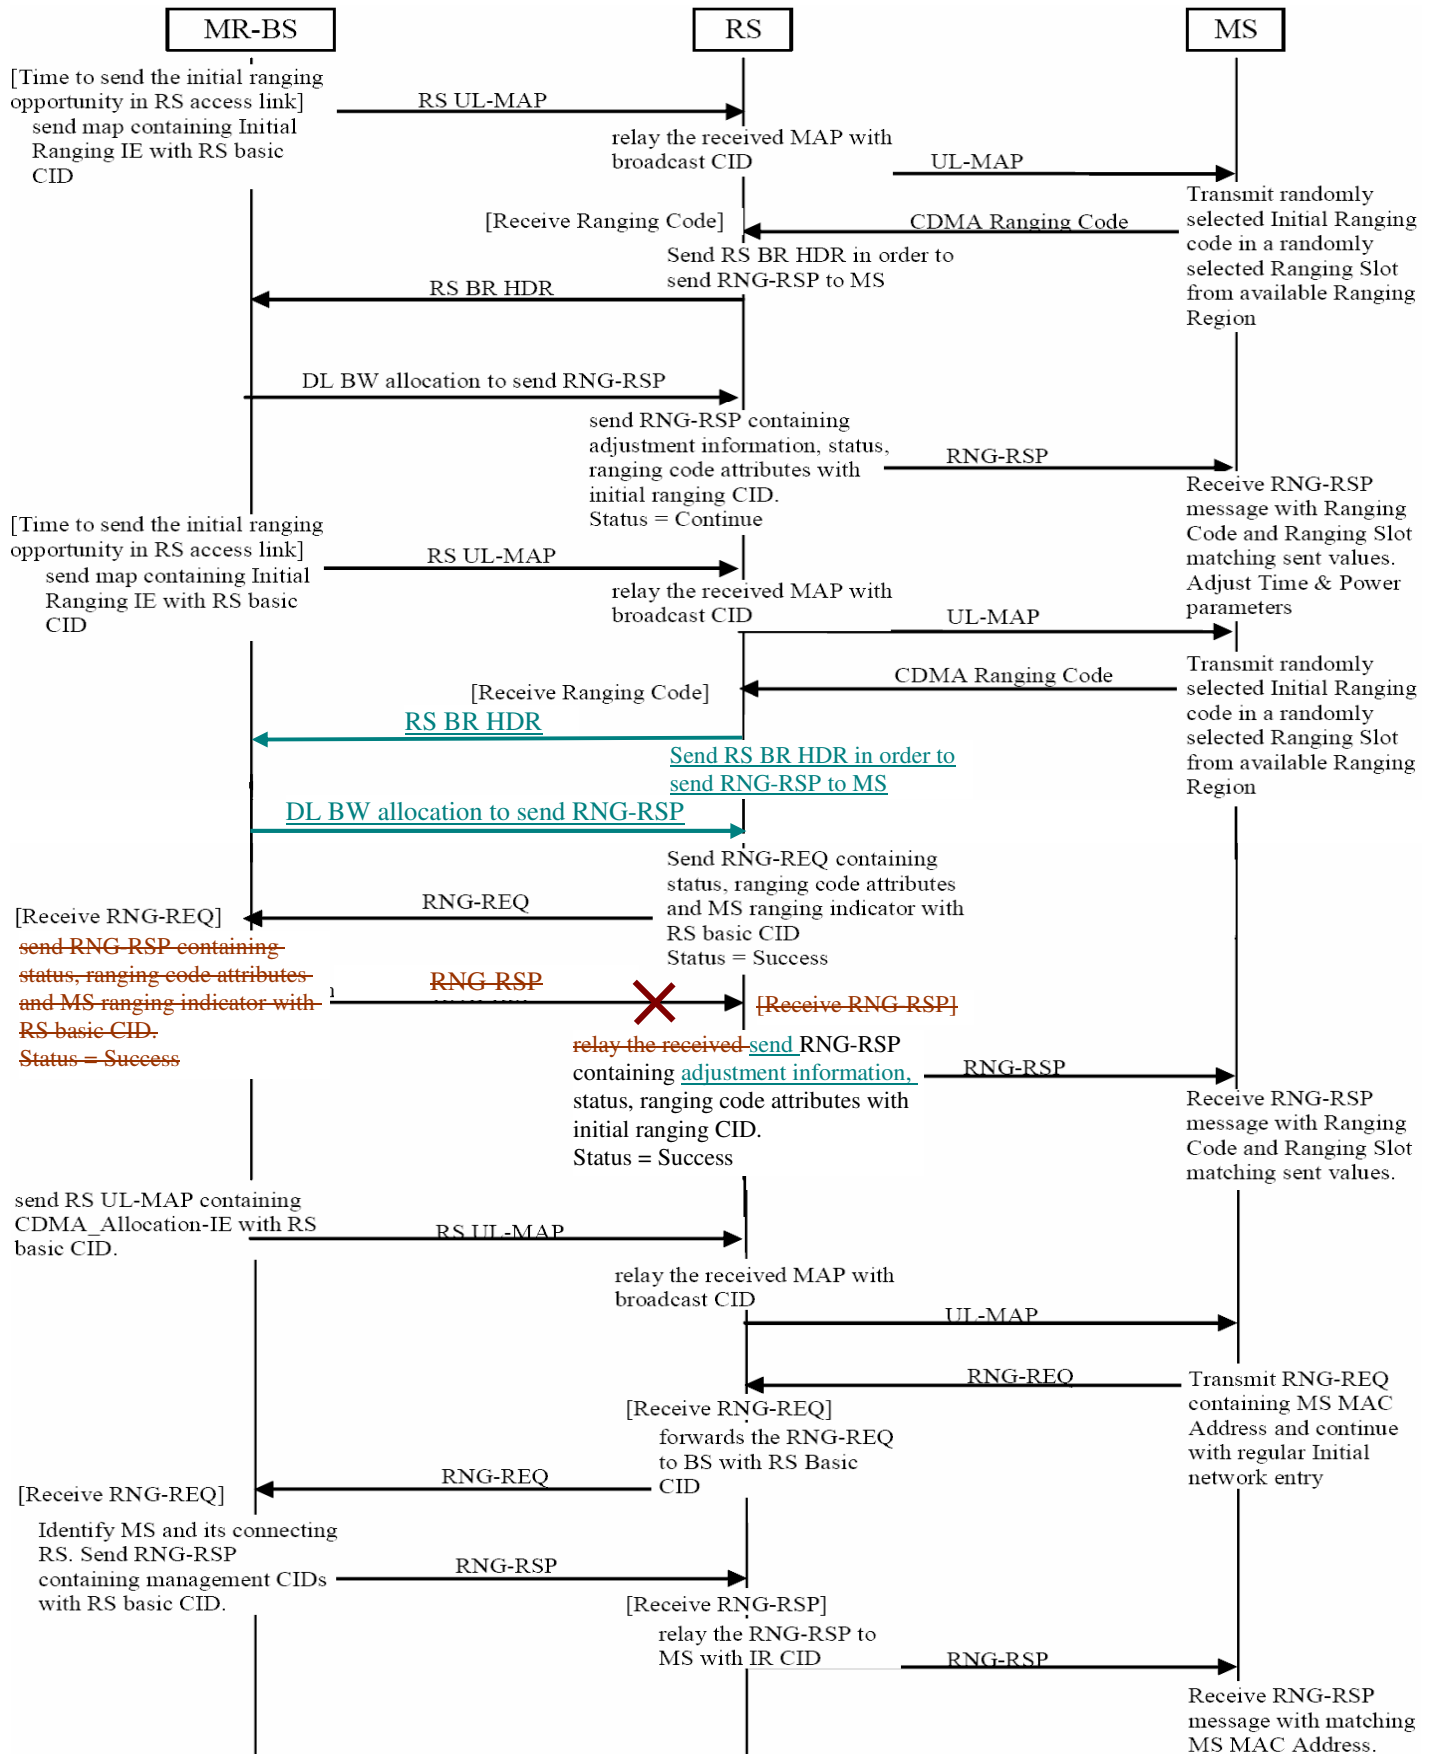 MR-BS
RS
MS
[Time to send the initial ranging
opportunity in RS access link]
send map containing Initial
Ranging IE with RS basic
CID
RS UL-MAP
relay the received MAP with
broadcast CID
UL-MAP
Transmit randomly
selected Initial Ranging
code in a randomly
selected Ranging Slot
from available Ranging
Region
[Receive Ranging Code]
CDMA Ranging Code
Send RS BR HDR in order to
send RNG-RSP to MS
RS BR HDR
DL BW allocation to send RNG-RSP
send RNG-RSP containing
adjustment information, status,
ranging code attributes with
initial ranging CID.
Status = Continue
RNG-RSP
Receive RNG-RSP
message with Ranging
Code and Ranging Slot
matching sent values.
Adjust Time & Power
parameters
[Time to send the initial ranging
opportunity in RS access link]
send map containing Initial
Ranging IE with RS basic
CID
RS UL-MAP
relay the received MAP with
broadcast CID
UL-MAP
Transmit randomly
selected Initial Ranging
code in a randomly
selected Ranging Slot
from available Ranging
Region
[Receive Ranging Code]
CDMA Ranging Code
RS BR HDR
Send RS BR HDR in order to
send RNG-RSP to MS
DL BW allocation to send RNG-RSP
Send RNG-REQ containing
status, ranging code attributes
and MS ranging indicator with
RS basic CID
Status = Success
RNG-REQ
[Receive RNG-REQ]
send RNG-RSP containing
status, ranging code attributes
and MS ranging indicator with
RS basic CID.
Status = Success
RNG-RSP
[Receive RNG-RSP]
relay the received send RNG-RSP
containing adjustment information,
status, ranging code attributes with
initial ranging CID.
Status = Success
RNG-RSP
Receive RNG-RSP
message with Ranging
Code and Ranging Slot
matching sent values.
send RS UL-MAP containing
CDMA_Allocation-IE with RS
basic CID.
RS UL-MAP
relay the received MAP with
broadcast CID
UL-MAP
RNG-REQ
Transmit RNG-REQ
containing MS MAC
Address and continue
with regular Initial
network entry
[Receive RNG-REQ]
forwards the RNG-REQ
to BS with RS Basic
CID
RNG-REQ
[Receive RNG-REQ]
Identify MS and its connecting
RS. Send RNG-RSP
containing management CIDs
with RS basic CID.
RNG-RSP
[Receive RNG-RSP]
relay the RNG-RSP to
MS with IR CID
RNG-RSP
Receive RNG-RSP
message with matching
MS MAC Address.